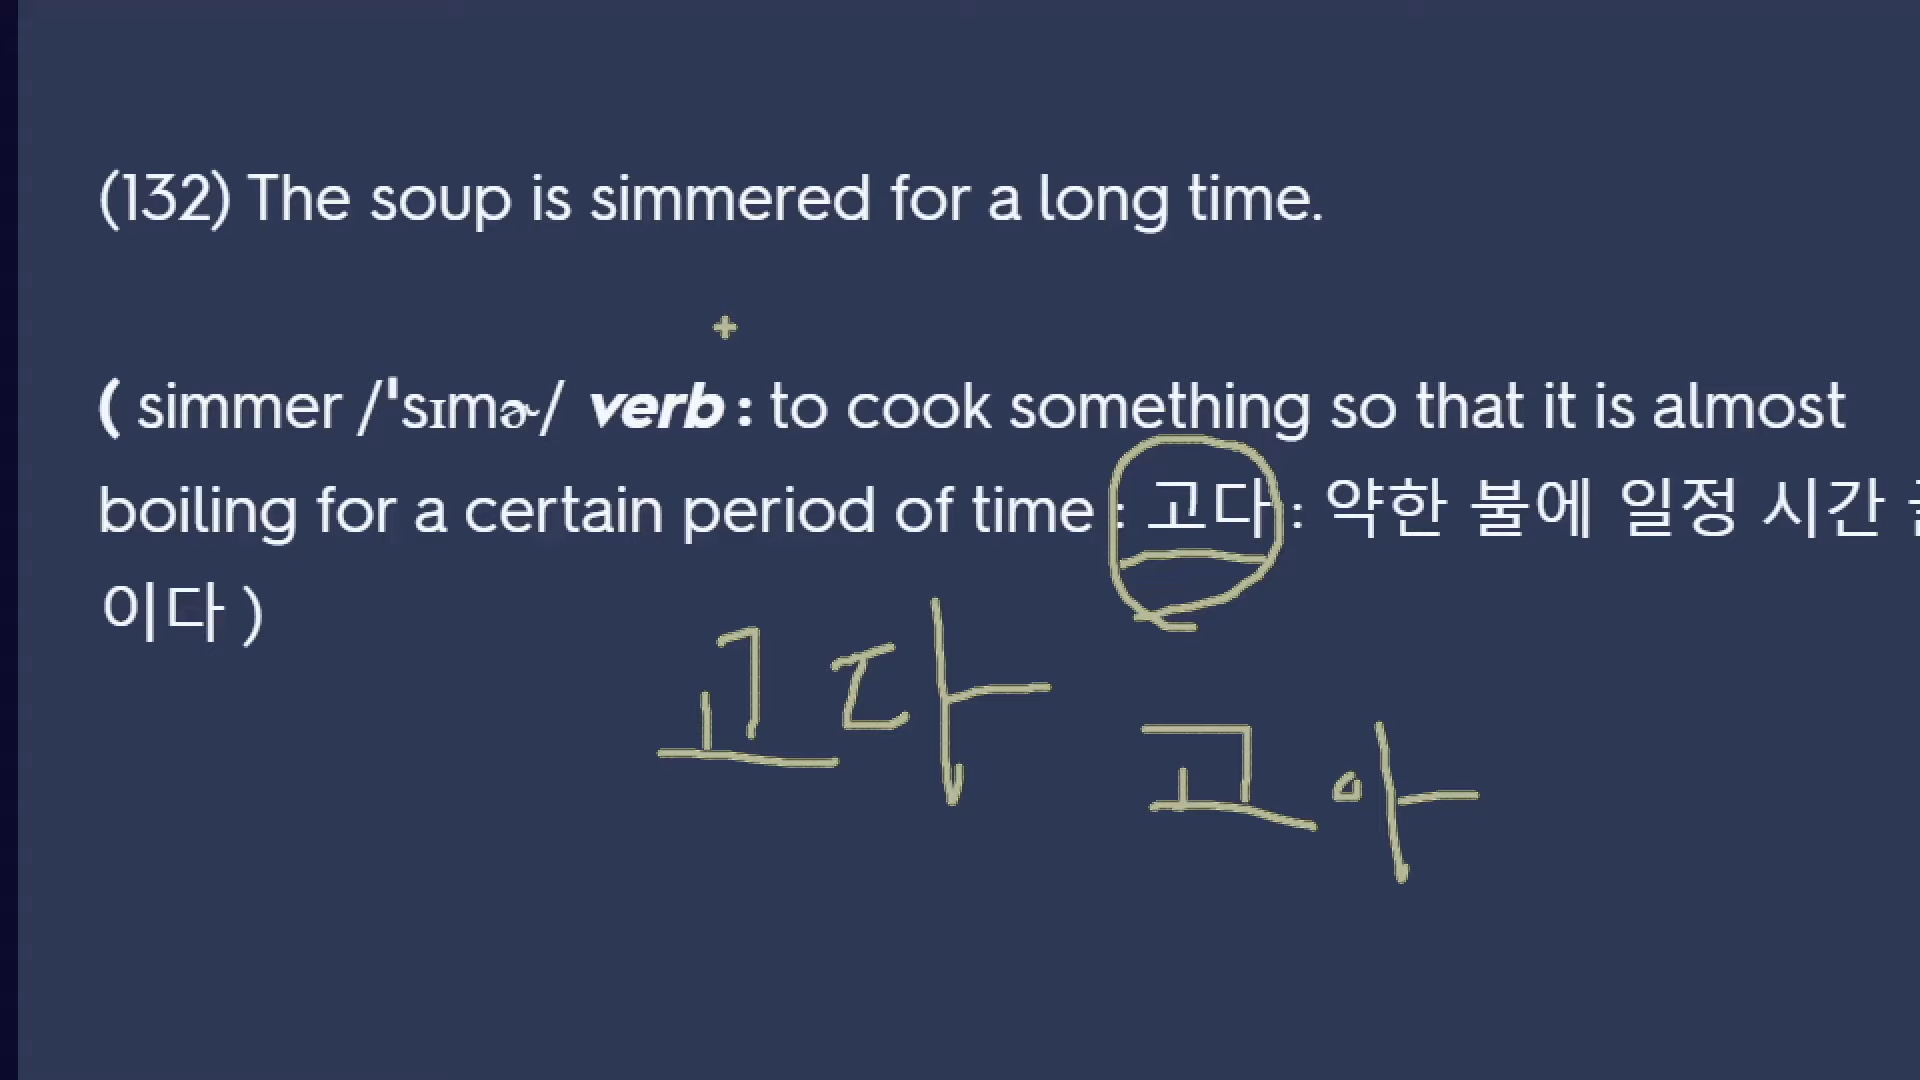 (132) The soup is simmered for a long time.
( simmer /ˈsɪmɚ/ verb : to cook something so that it is almost
boiling for a certain period of time : 고다 : 약한 불에 일정 시간
이다 )
고다
고아